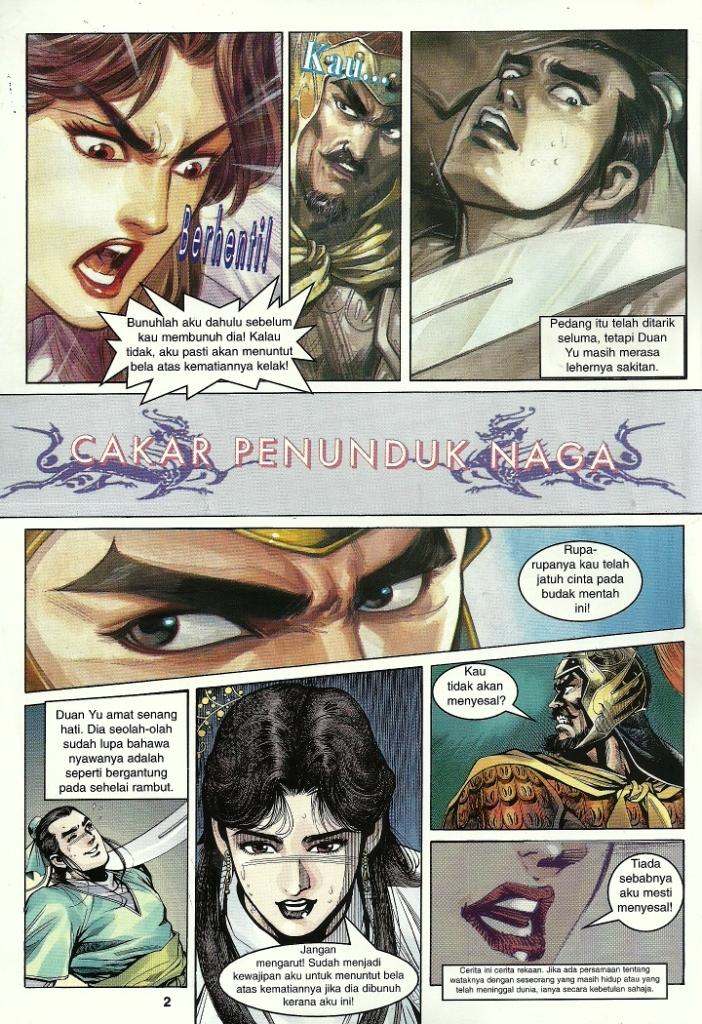 Kau...
Berhenti!
Bunuhlah aku dahulu sebelum
kau membunuh dia! Kalau
tidak, aku pasti akan menuntut
bela atas kematiannya kelak!
Pedang itu telah ditarik
seluma, tetapi Duan
Yu masih merasa
lehernya sakitan.
CAKAR PENUNDUK NAGA
Rupa-
rupanya kau telah
jatuh cinta pada
budak mentah
ini!
Kau
tidak akan
menyesal?
Duan Yu amat senang
hati. Dia seolah-olah
sudah lupa bahawa
nyawanya adalah
seperti bergantung
pada sehelai rambut.
Jangan
mengarut! Sudah menjadi
kewajipan aku untuk menuntut bela
atas kematiannya jika dia dibunuh
kerana aku ini!
Tiada
sebabnya
aku mesti
menyesal!
Cerita ini cerita rekaan. Jika ada persamaan tentang
wataknya dengan seseorang yang masih hidup atau yang
telah meninggal dunia, ianya secara kebetulan sahaja.
2